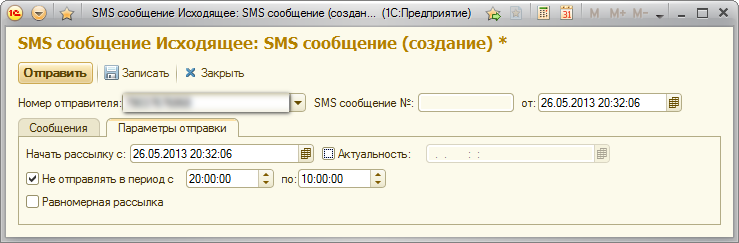 SMS сообщение Исходящее: SMS сообщение (создан... (1С:Предприятие)
M M+ M-
SMS сообщение Исходящее: SMS сообщение (создание) *
Отправить Записать Закрыть
Номер отправителя: SMS сообщение №: от: 26.05.2013 20:32:06
Сообщения Параметры отправки
Начать рассылку с: 26.05.2013 20:32:06 Актуальность: . . : :
Не отправлять в период с 20:00:00 по: 10:00:00
Равномерная рассылка